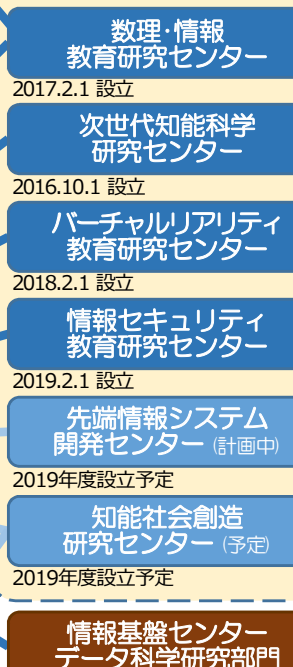 数理・情報
教育研究センター
2017.2.1 設立
次世代知能科学
研究センター
2016.10.1 設立
バーチャルリアリティ
教育研究センター
2018.2.1 設立
情報セキュリティ
教育研究センター
2019.2.1 設立
先端情報システム
開発センター (計画中)
2019年度設立予定
知能社会創造
研究センター (予定)
2019年度設立予定
情報基盤センター
データ科学研究部門